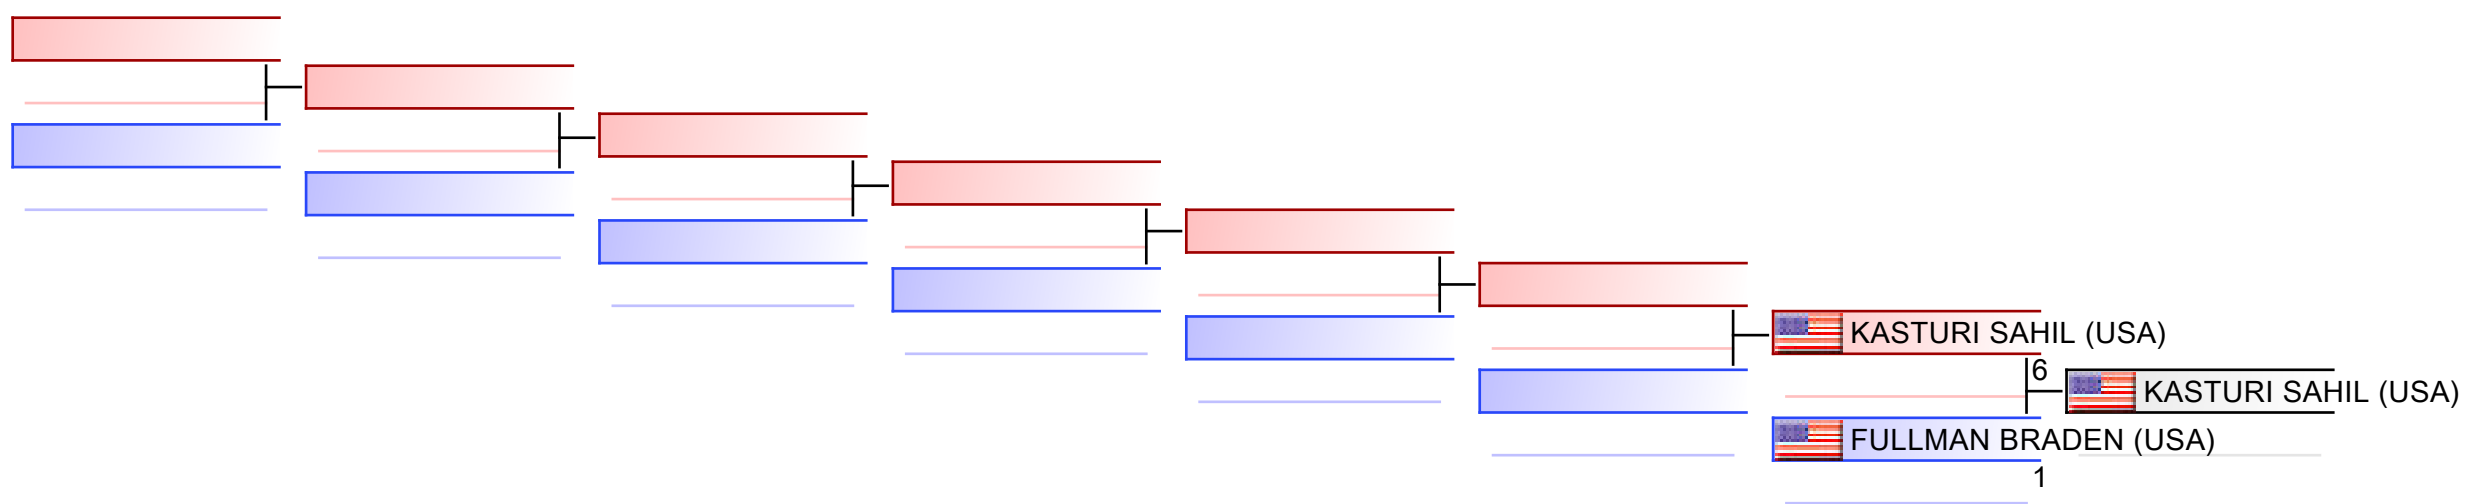 KASTURI SAHIL (USA)
6
KASTURI SAHIL (USA)
FULLMAN BRADEN (USA)
1